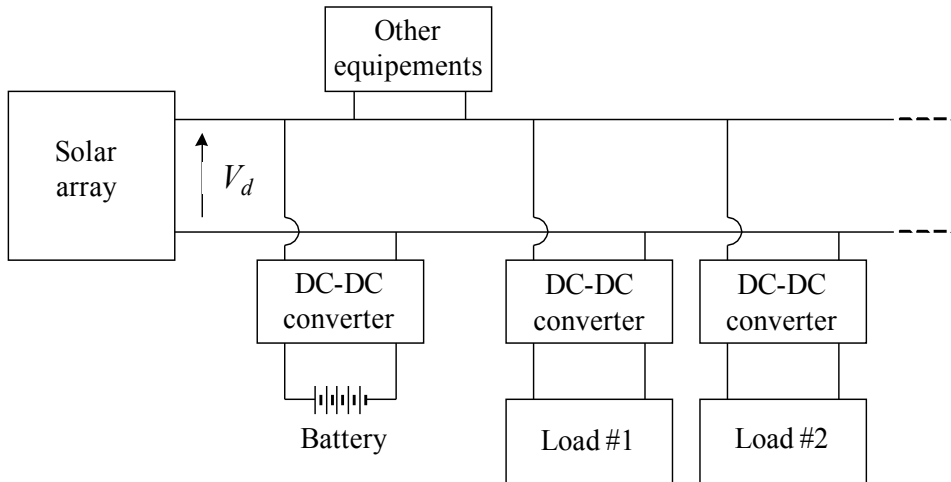 Other
equipements
Solar
array
V_d
DC-DC
converter
DC-DC
converter
DC-DC
converter
Battery
Load #1
Load #2